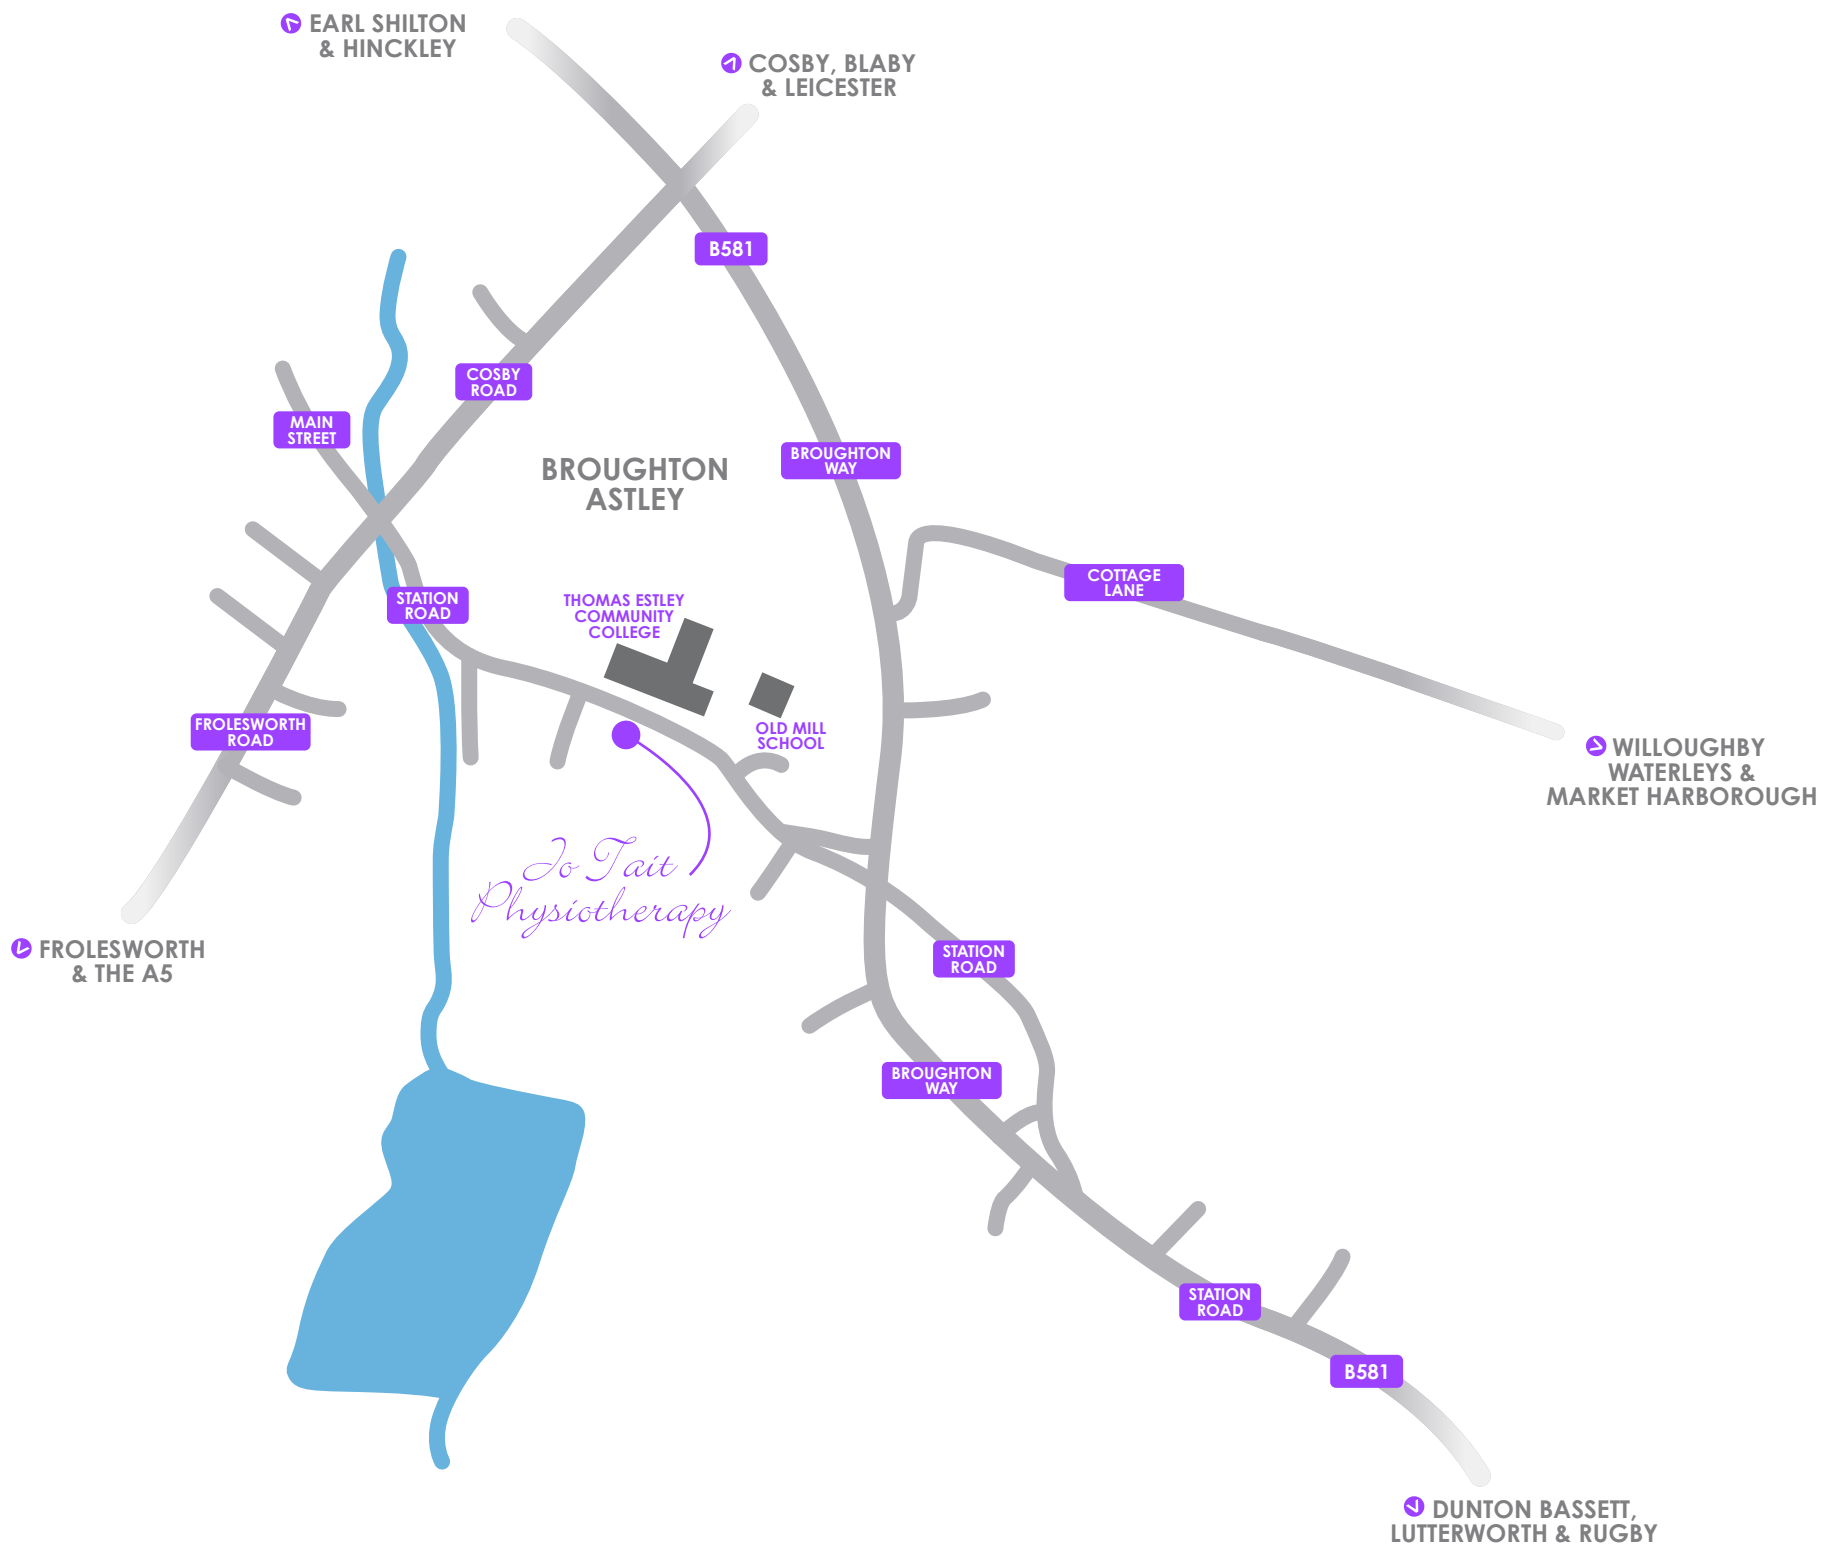 EARL SHILTON
& HINCKLEY
COSBY, BLABY
& LEICESTER
B581
COSBY
ROAD
MAIN
STREET
BROUGHTON
ASTLEY
BROUGHTON
WAY
COTTAGE
LANE
STATION
ROAD
THOMAS ESTLEY
COMMUNITY
COLLEGE
FROLESWORTH
ROAD
OLD MILL
SCHOOL
WILLOUGHBY
WATERLEYS &
MARKET HARBOROUGH
Jo Tait
Physiotherapy
FROLESWORTH
& THE A5
STATION
ROAD
BROUGHTON
WAY
STATION
ROAD
B581
DUNTON BASSETT,
LUTTERWORTH & RUGBY